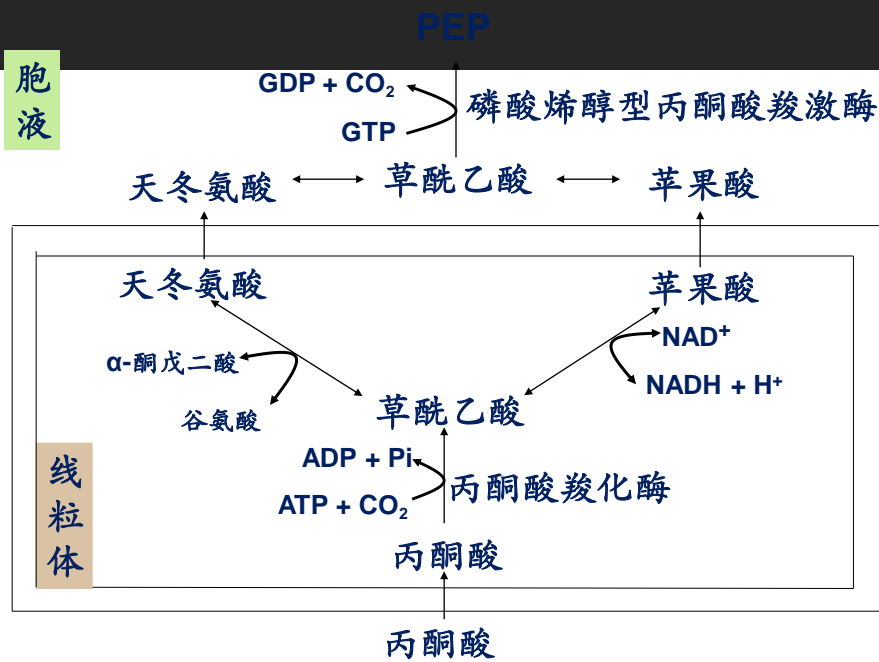 PEP
胞液
GDP + CO₂
GTP
磷酸烯醇型丙酮酸羧激酶
天冬氨酸
草酰乙酸
苹果酸
天冬氨酸
苹果酸
α-酮戊二酸
谷氨酸
NAD⁺
NADH + H⁺
草酰乙酸
ADP + Pi
ATP + CO₂
丙酮酸羧化酶
线粒体
丙酮酸
丙酮酸